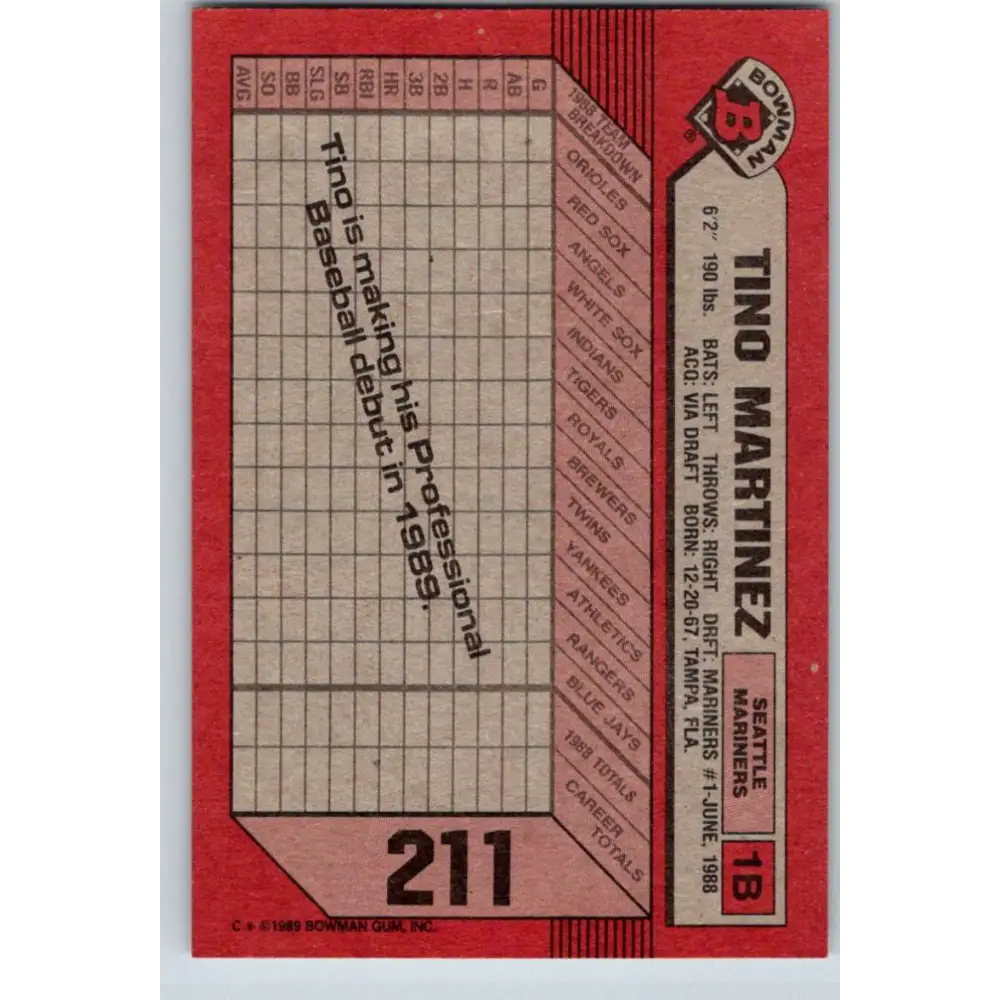 BOWMAN
B
®
TINO MARTINEZ
SEATTLE
MARINERS
1B
6'2" 190 lbs. BATS: LEFT THROWS: RIGHT DRFT: MARINERS #1-JUNE, 1988
ACQ: VIA DRAFT BORN: 12-20-67, TAMPA, FLA.
1988 TEAM
BREAKDOWN
ORIOLES
RED SOX
ANGELS
WHITE SOX
INDIANS
TIGERS
ROYALS
BREWERS
TWINS
YANKEES
ATHLETICS
RANGERS
BLUE JAYS
1988 TOTALS
CAREER
TOTALS
G
AB
R
H
2B
3B
HR
RBI
SB
SLG
BB
SO
AVG
Tino is making his Professional
Baseball debut in 1989.
211
C * ©1989 BOWMAN GUM, INC.